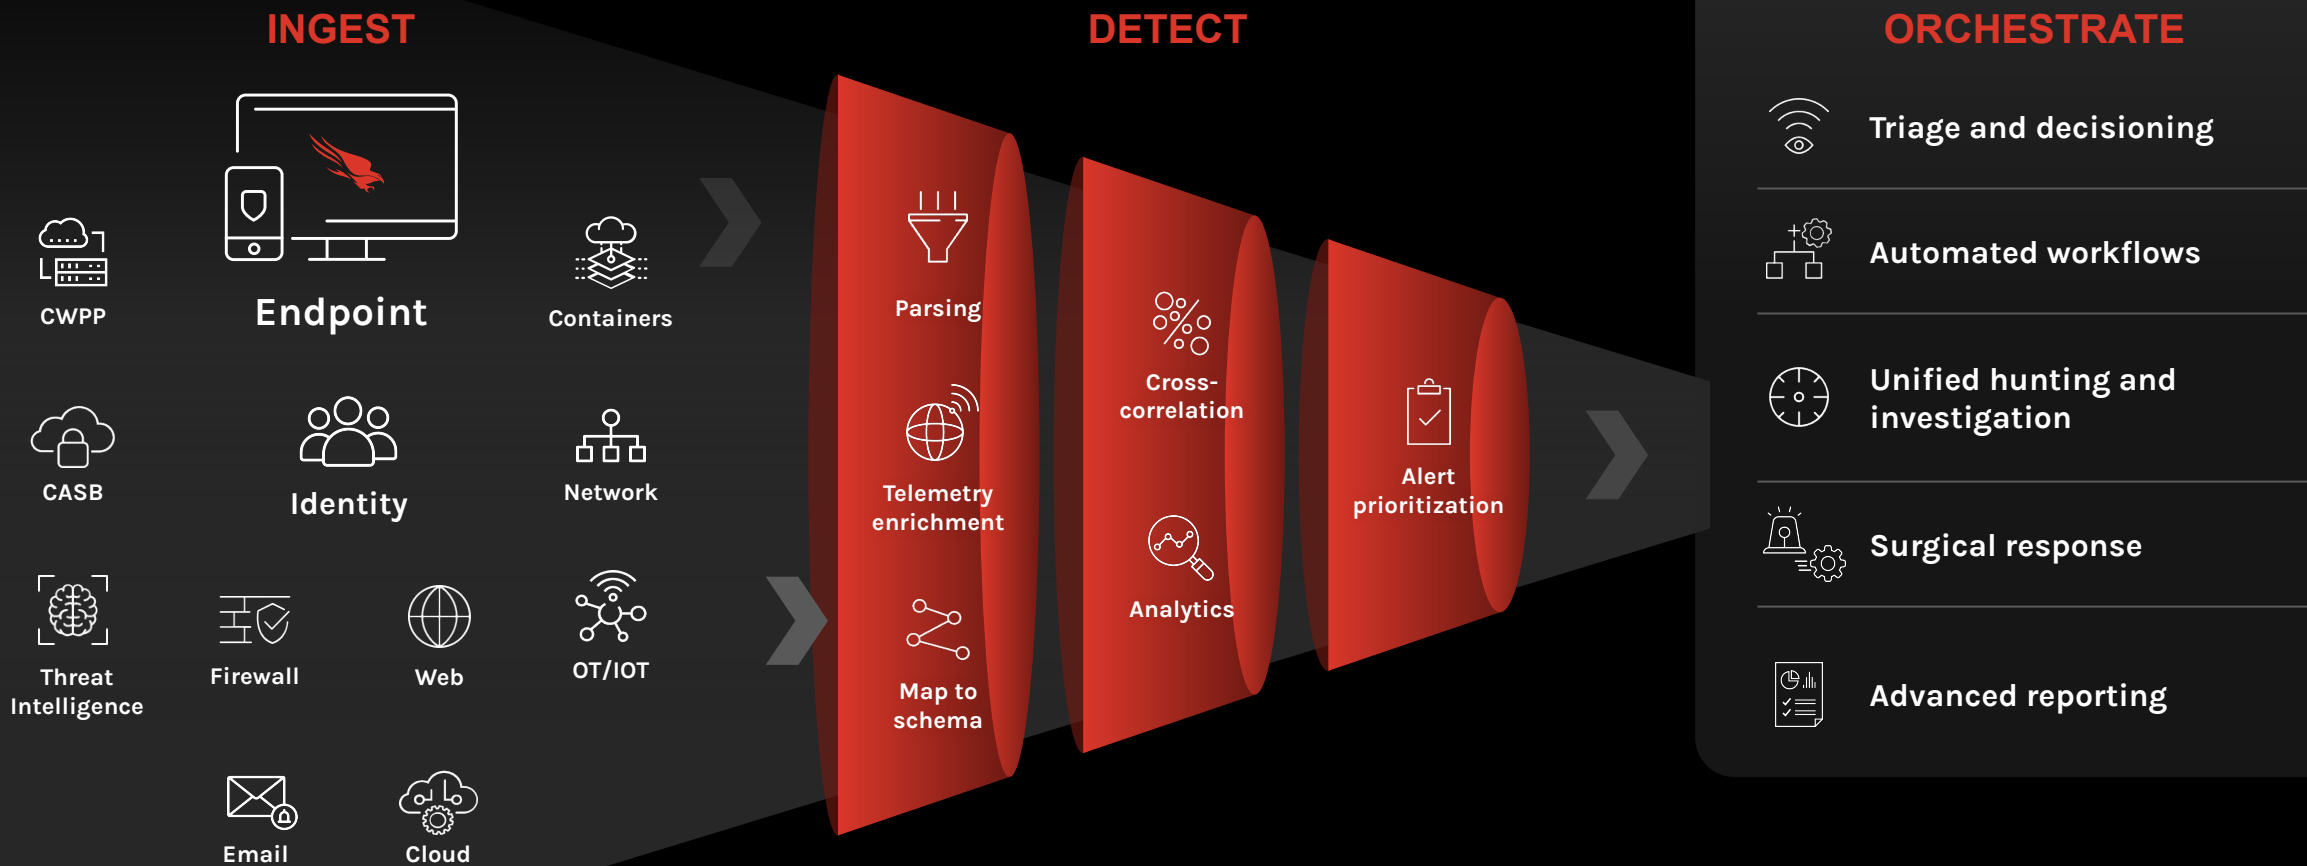 INGEST
Endpoint
CWPP
Containers
CASB
Identity
Network
Threat
Intelligence
Firewall
Web
OT/IOT
Email
Cloud
DETECT
Parsing
Telemetry
enrichment
Map to
schema
Cross-
correlation
Analytics
Alert
prioritization
ORCHESTRATE
Triage and decisioning
Automated workflows
Unified hunting and
investigation
Surgical response
Advanced reporting